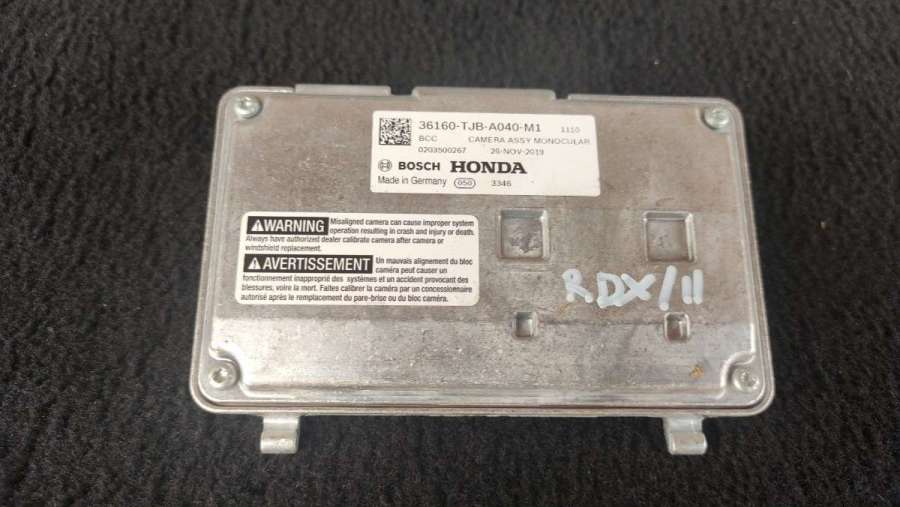 36160-TJB-A040-M1 1110
BCC CAMERA ASSY MONOCULAR
0203500267 26-NOV-2019
BOSCH HONDA
Made in Germany 050 3346
WARNING Misaligned camera can cause improper system
operation resulting in crash and injury or death.
Always have authorized dealer calibrate camera after camera or
windshield replacement.
AVERTISSEMENT Un mauvais alignement du bloc
caméra peut causer un
fonctionnement inapproprié des systèmes et un accident provocant des
blessures, voire la mort. Faites calibrer la caméra par un concessionnaire
autorisé après le remplacement du pare-brise ou du bloc caméra.
RDX/11